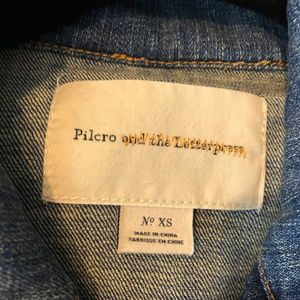 Pilcro and the Letterpress
Nº XS
MADE IN CHINA
FABRIQUÉ EN CHINE